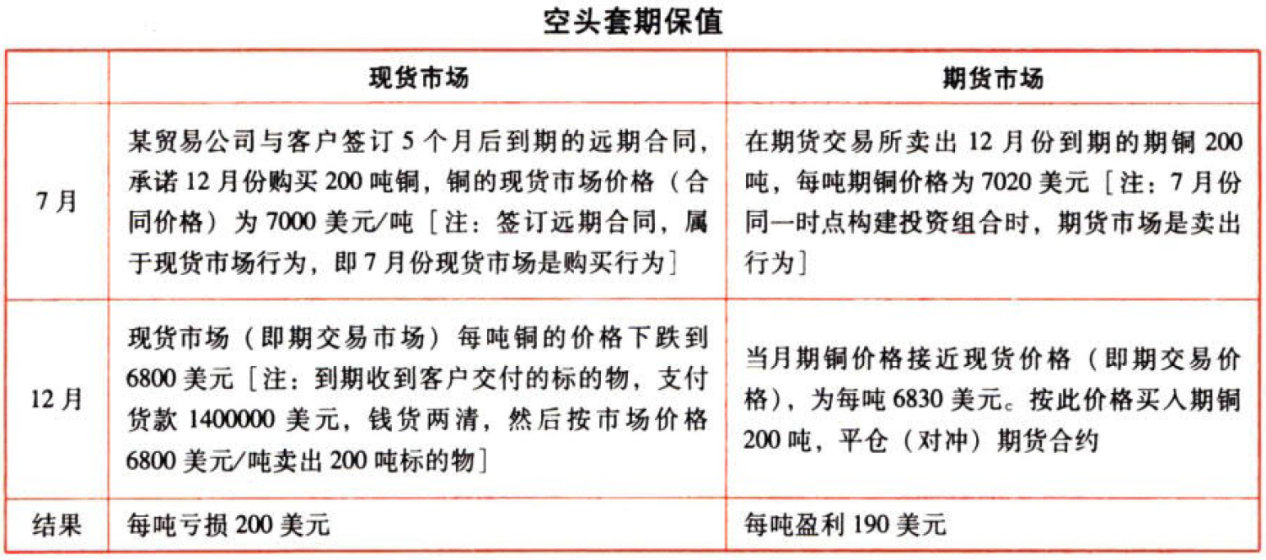 空头套期保值
现货市场
期货市场
7月
某贸易公司与客户签订5个月后到期的远期合同，
承诺12月份购买200吨铜，铜的现货市场价格（合
同价格）为7000美元/吨［注：签订远期合同，属
于现货市场行为，即7月份现货市场是购买行为］
在期货交易所卖出12月份到期的期铜200
吨，每吨期铜价格为7020美元［注：7月份
同一时点构建投资组合时，期货市场是卖出
行为］
12月
现货市场（即期交易市场）每吨铜的价格下跌到
6800美元［注：到期收到客户交付的标的物，支付
货款1400000美元，钱货两清，然后按市场价格
6800美元/吨卖出200吨标的物］
当月期铜价格接近现货价格（即期交易价
格），为每吨6830美元。按此价格买入期铜
200吨，平仓（对冲）期货合约
结果
每吨亏损200美元
每吨盈利190美元